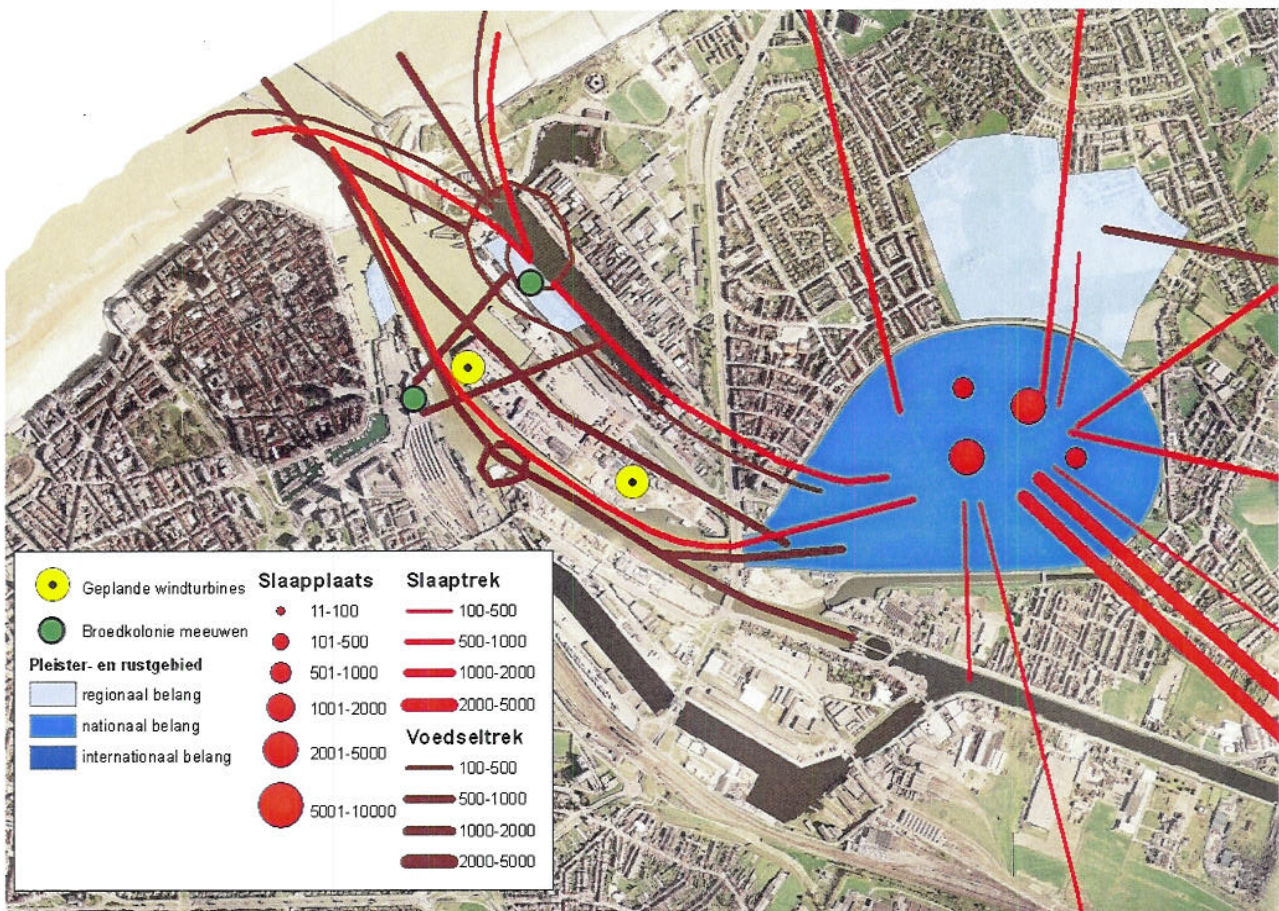 Geplande windturbines
Broedkolonie meeuwen
Pleister- en rustgebied
regionaal belang
nationaal belang
internationaal belang
Slaapplaats
11-100
101-500
501-1000
1001-2000
2001-5000
5001-10000
Slaaptrek
100-500
500-1000
1000-2000
2000-5000
Voedseltrek
100-500
500-1000
1000-2000
2000-5000